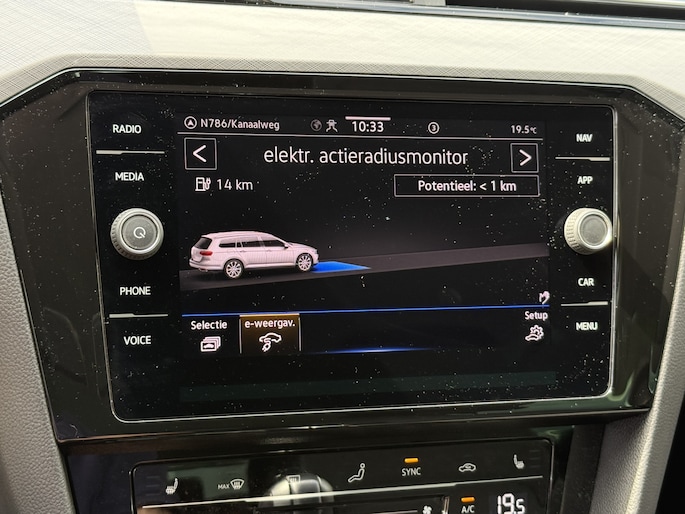 N786/Kanaalweg
10:33
3
19.5°C
elektr. actieradiusmonitor
14 km
Potentieel: < 1 km
Selectie
e-weergav.
Setup
RADIO
MEDIA
PHONE
VOICE
NAV
APP
CAR
MENU
MAX
SYNC
A/C
19.5